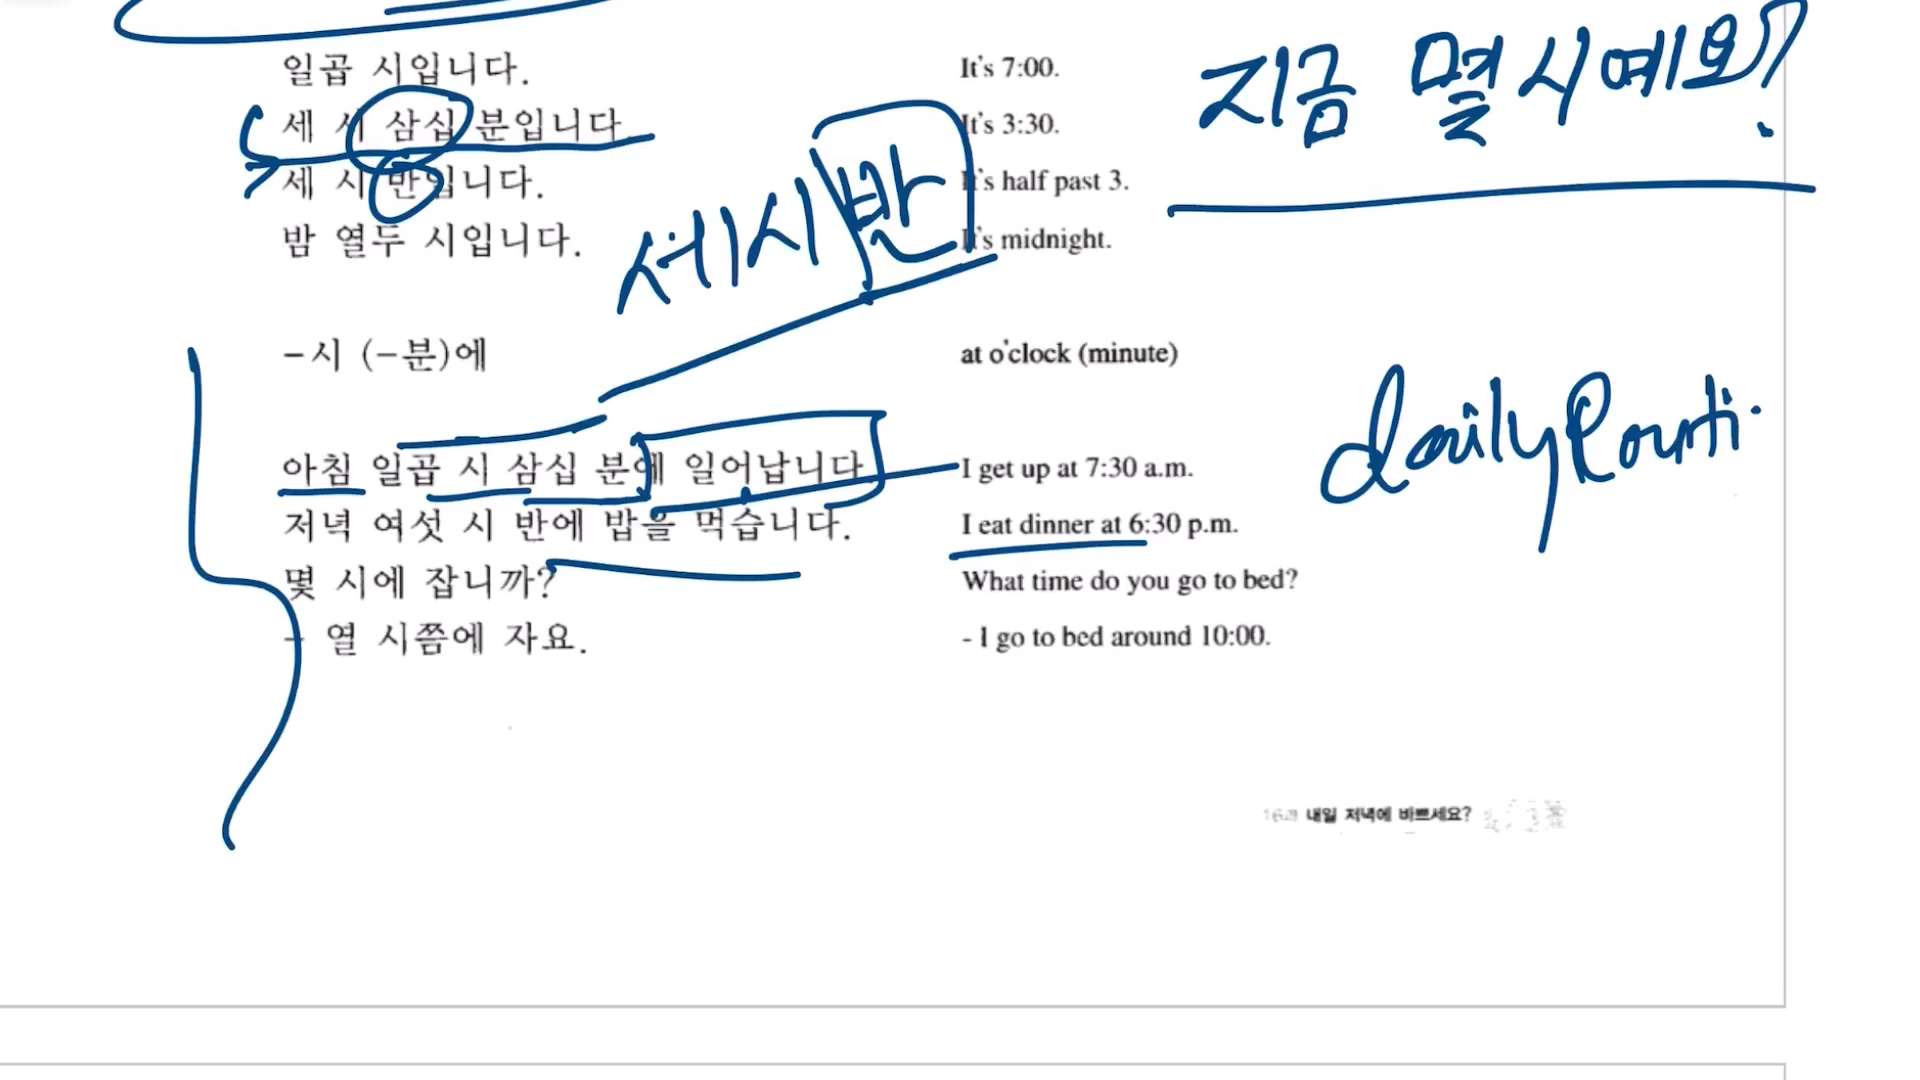 일곱 시입니다. It's 7:00.
지금 몇 시예요?
세 시 삼십 분입니다 It's 3:30.
세 시 반입니다. It's half past 3.
세시반
밤 열두 시입니다. It's midnight.
–시 (–분)에 at o'clock (minute)
daily Routi
아침 일곱 시 삼십 분에 일어납니다 I get up at 7:30 a.m.
저녁 여섯 시 반에 밥을 먹습니다. I eat dinner at 6:30 p.m.
몇 시에 잡니까? What time do you go to bed?
- 열 시쯤에 자요. - I go to bed around 10:00.
16과 내일 저녁에 바쁘세요?